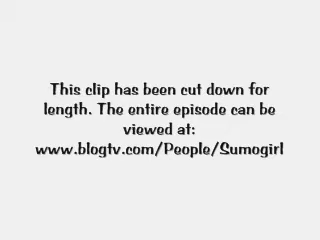 This clip has been cut down for
length. The entire episode can be
viewed at:
www.blogtv.com/People/Sumogirl